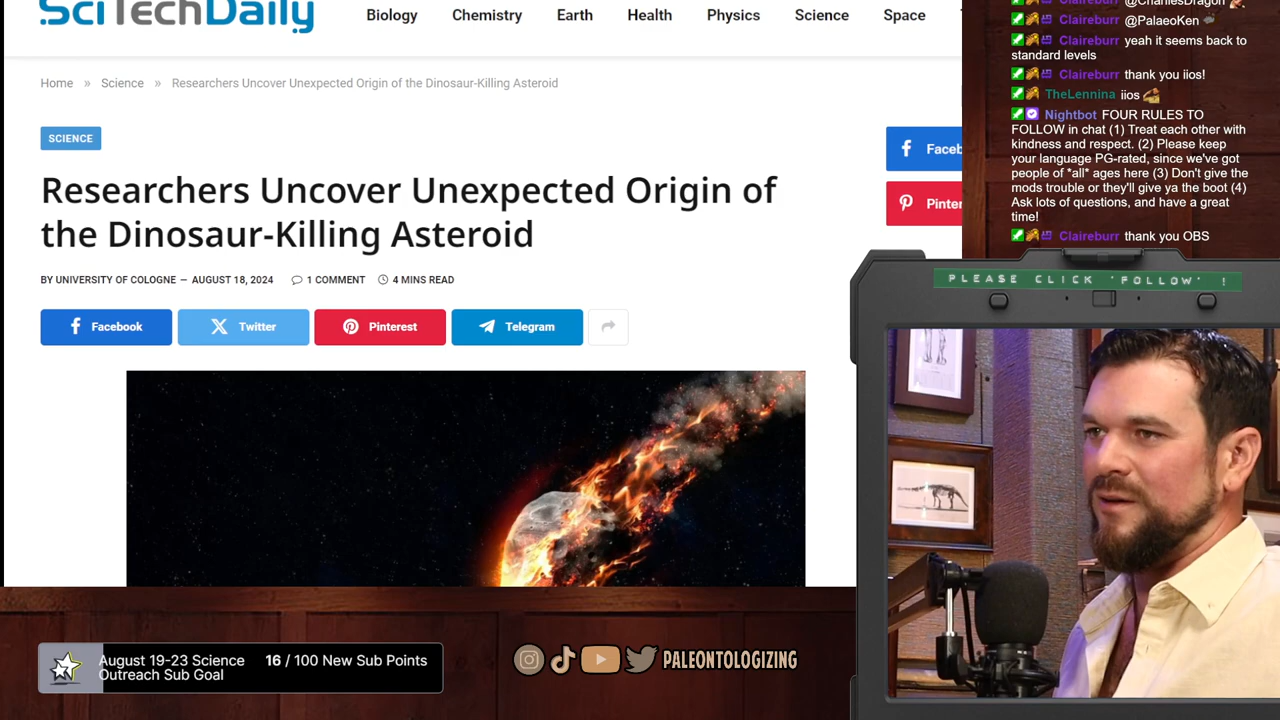 SciTechDaily
Biology Chemistry Earth Health Physics Science Space
Home » Science » Researchers Uncover Unexpected Origin of the Dinosaur-Killing Asteroid
SCIENCE
Researchers Uncover Unexpected Origin of
the Dinosaur-Killing Asteroid
BY UNIVERSITY OF COLOGNE — AUGUST 18, 2024 1 COMMENT 4 MINS READ
Facebook Twitter Pinterest Telegram
Faceb
Pinter
Claireburr @CharliesDragon
@PalaeoKen
Claireburr yeah it seems back to
standard levels
Claireburr thank you iios!
TheLennina iios
Nightbot FOUR RULES TO
FOLLOW in chat (1) Treat each other with
kindness and respect. (2) Please keep
your language PG-rated, since we've got
people of *all* ages here (3) Don't give the
mods trouble or they'll give ya the boot (4)
Ask lots of questions, and have a great
time!
Claireburr thank you OBS
PLEASE CLICK 'FOLLOW' !
August 19-23 Science
Outreach Sub Goal
16 / 100 New Sub Points
PALEONTOLOGIZING